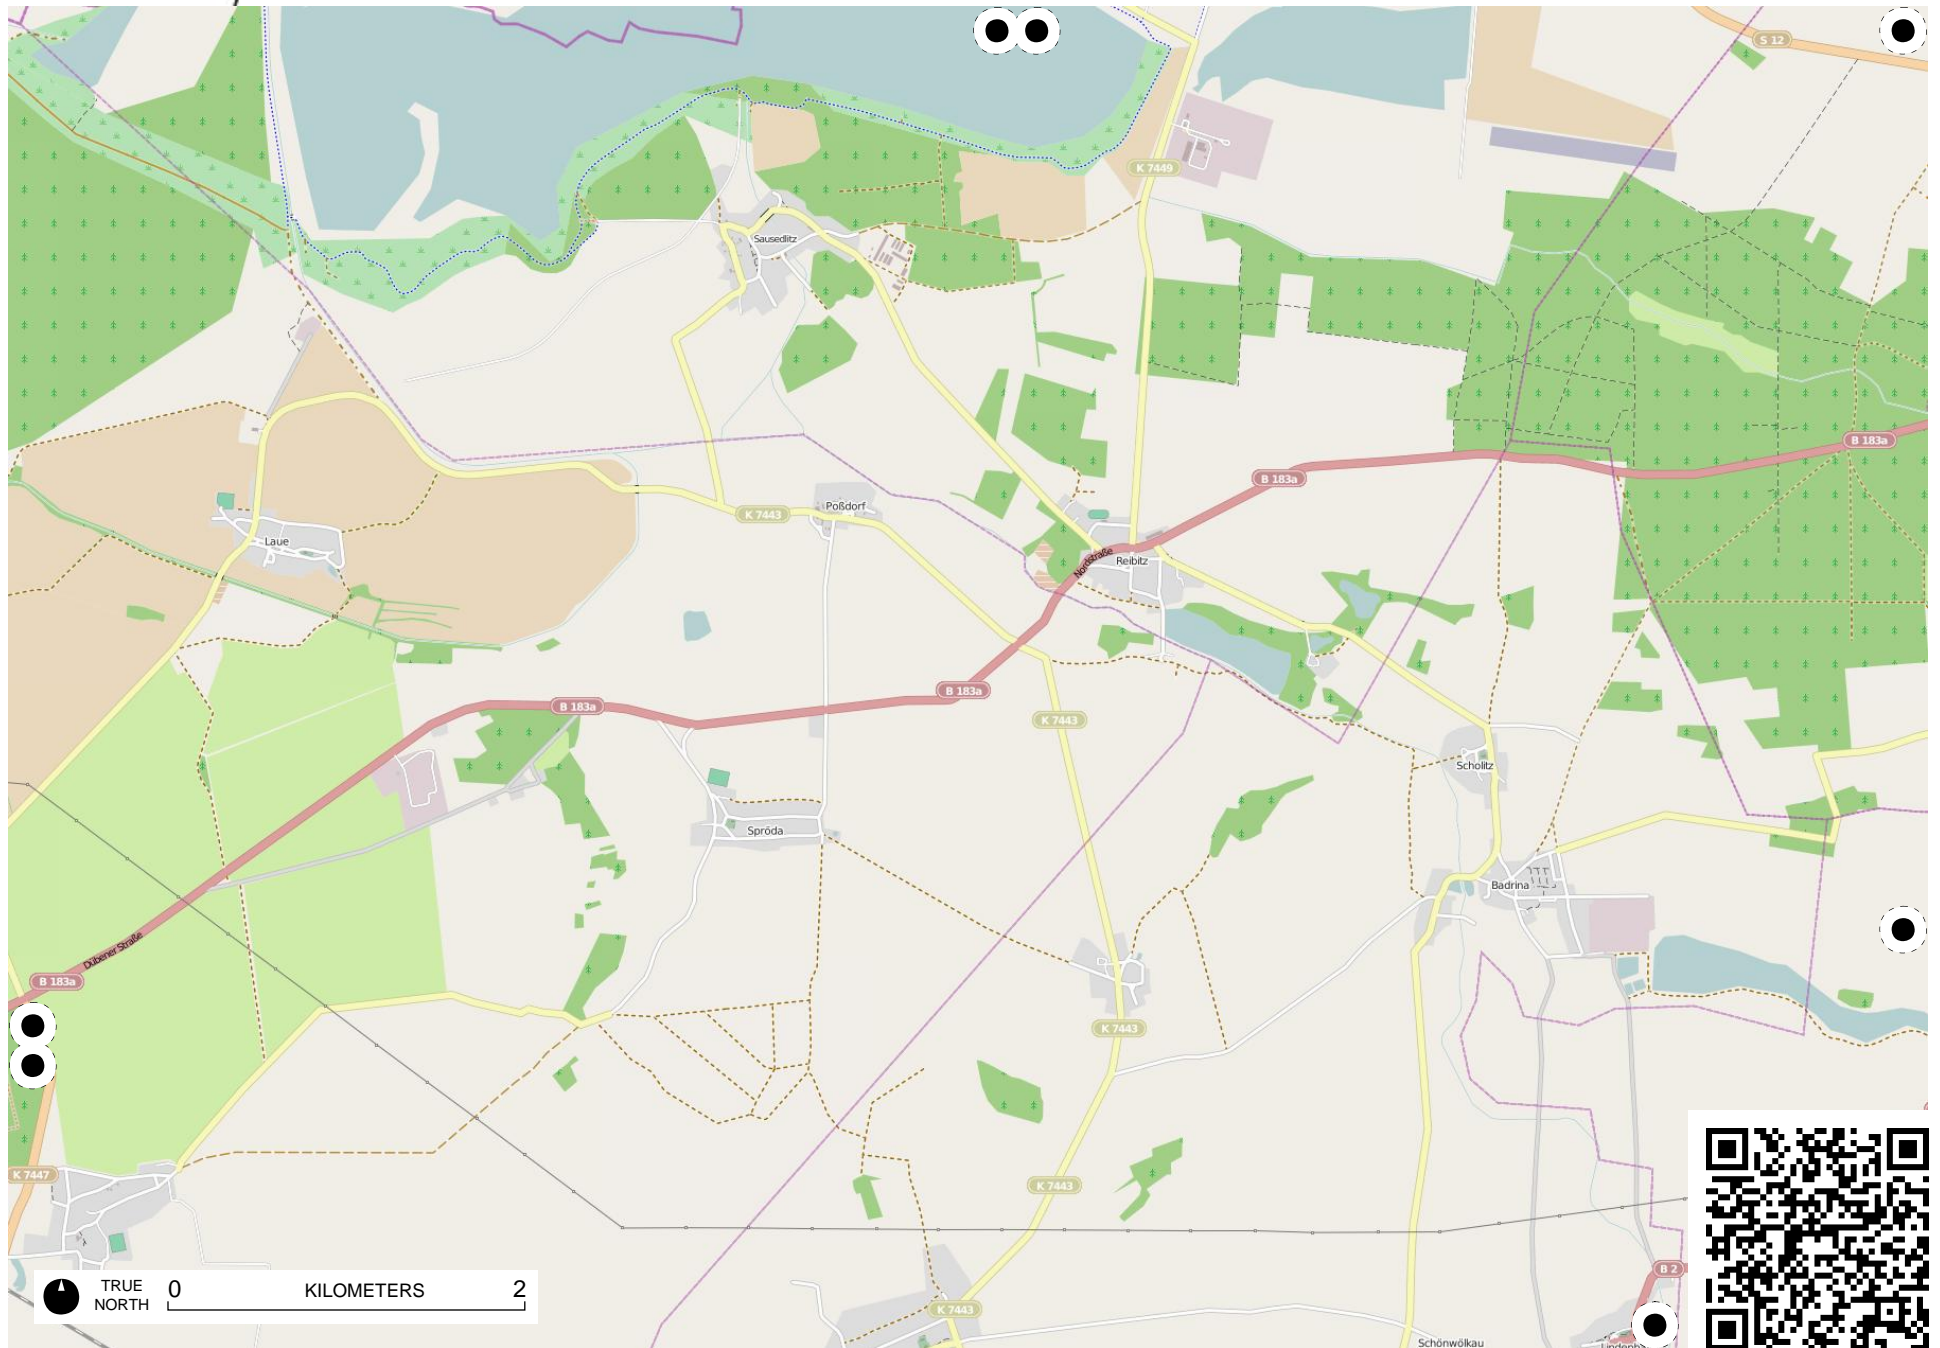 S 12
K 7449
Sausedlitz
B 183a
B 183a
Poßdorf
K 7443
Laue
Nordstraße
Reibitz
B 183a
B 183a
K 7443
Scholitz
Spröda
Badrina
Dübener Straße
B 183a
K 7443
K 7447
K 7443
B 2
TRUE
NORTH
0 KILOMETERS 2
K 7443
Schönwölkau